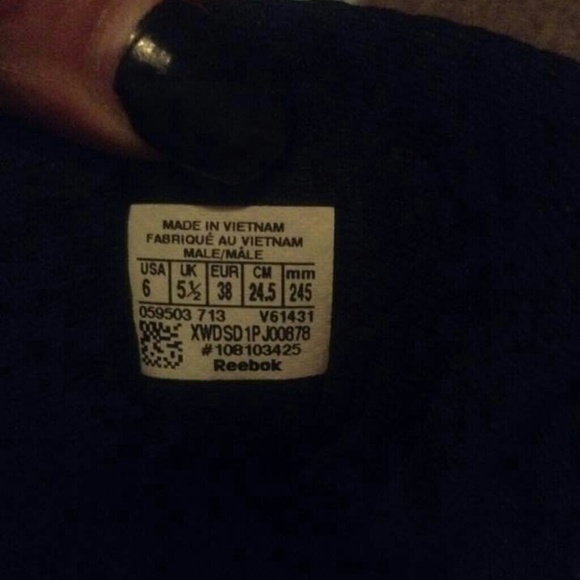 MADE IN VIETNAM
FABRIQUÉ AU VIETNAM
MALE/MÂLE
USA UK EUR CM mm
6 5½ 38 24.5 245
059503 713 V61431
XWDSD1PJ00878
#108103425
Reebok